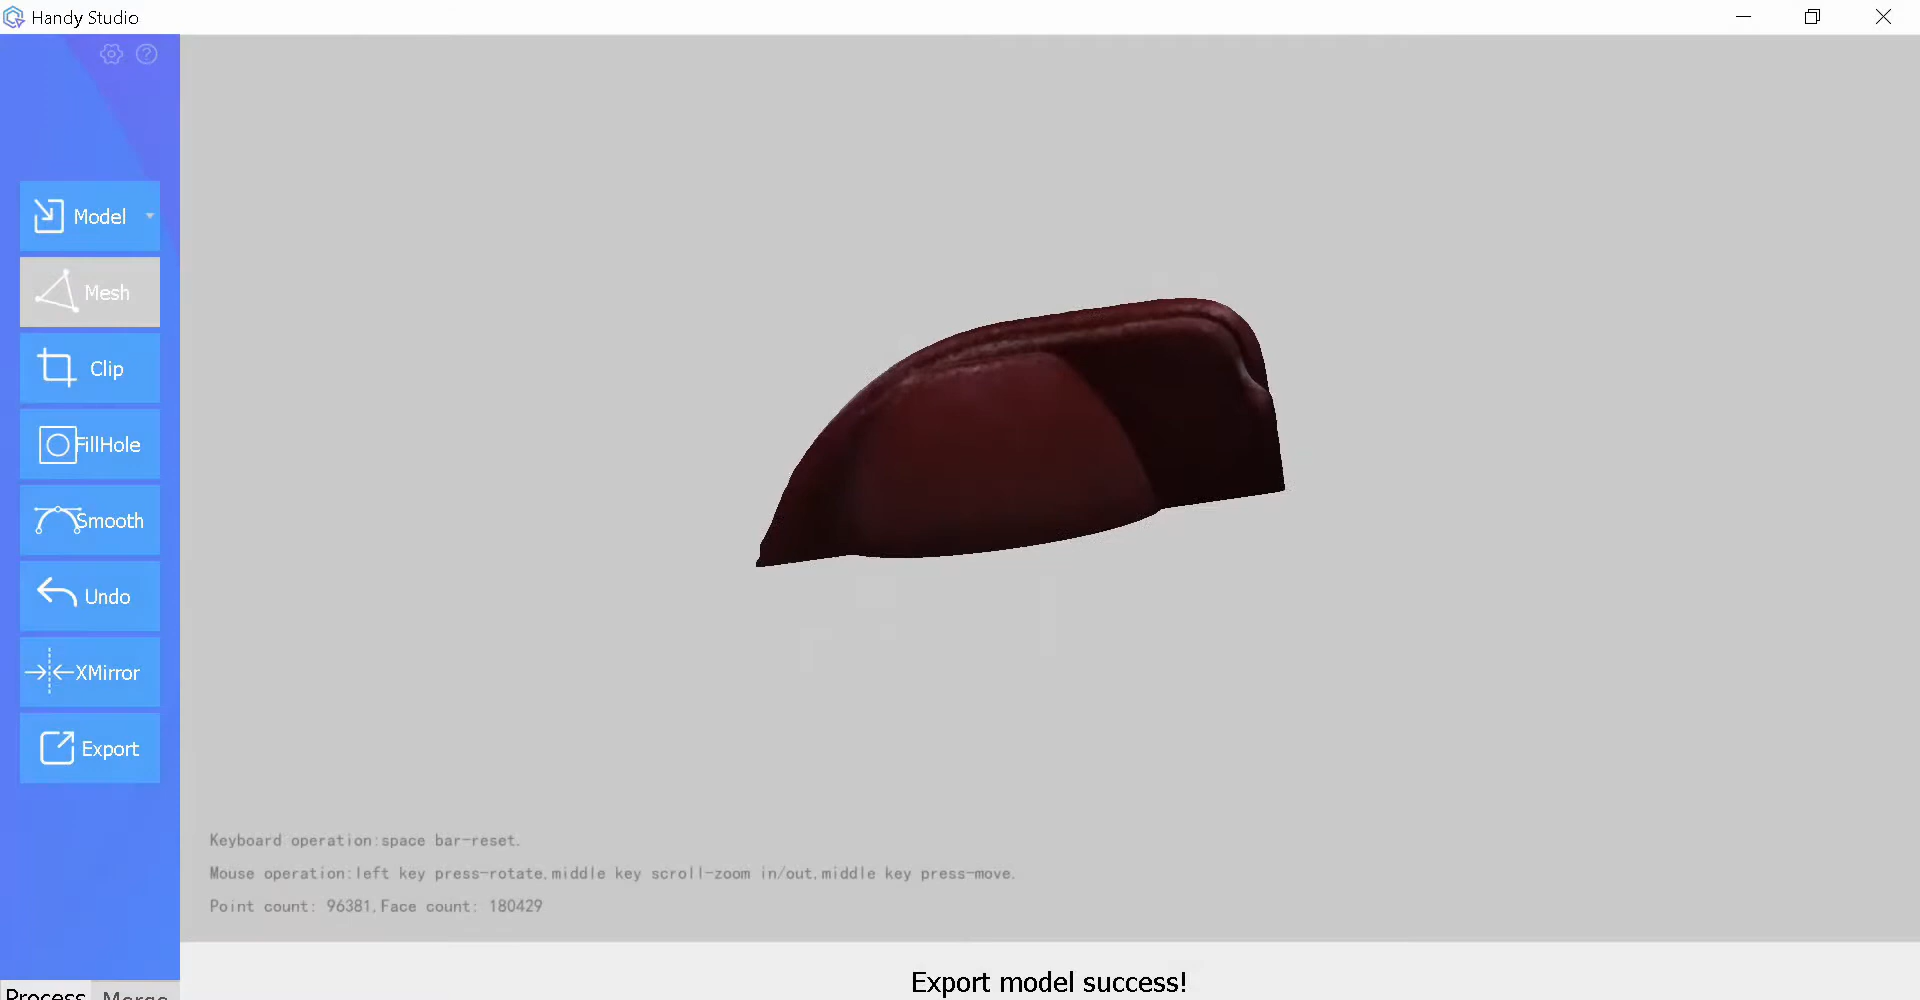 Handy Studio
Model
Mesh
Clip
FillHole
Smooth
Undo
XMirror
Export
Keyboard operation:space bar-reset.
Mouse operation:left key press-rotate,middle key scroll-zoom in/out,middle key press-move.
Point count: 96381,Face count: 180429
Process Merge
Export model success!